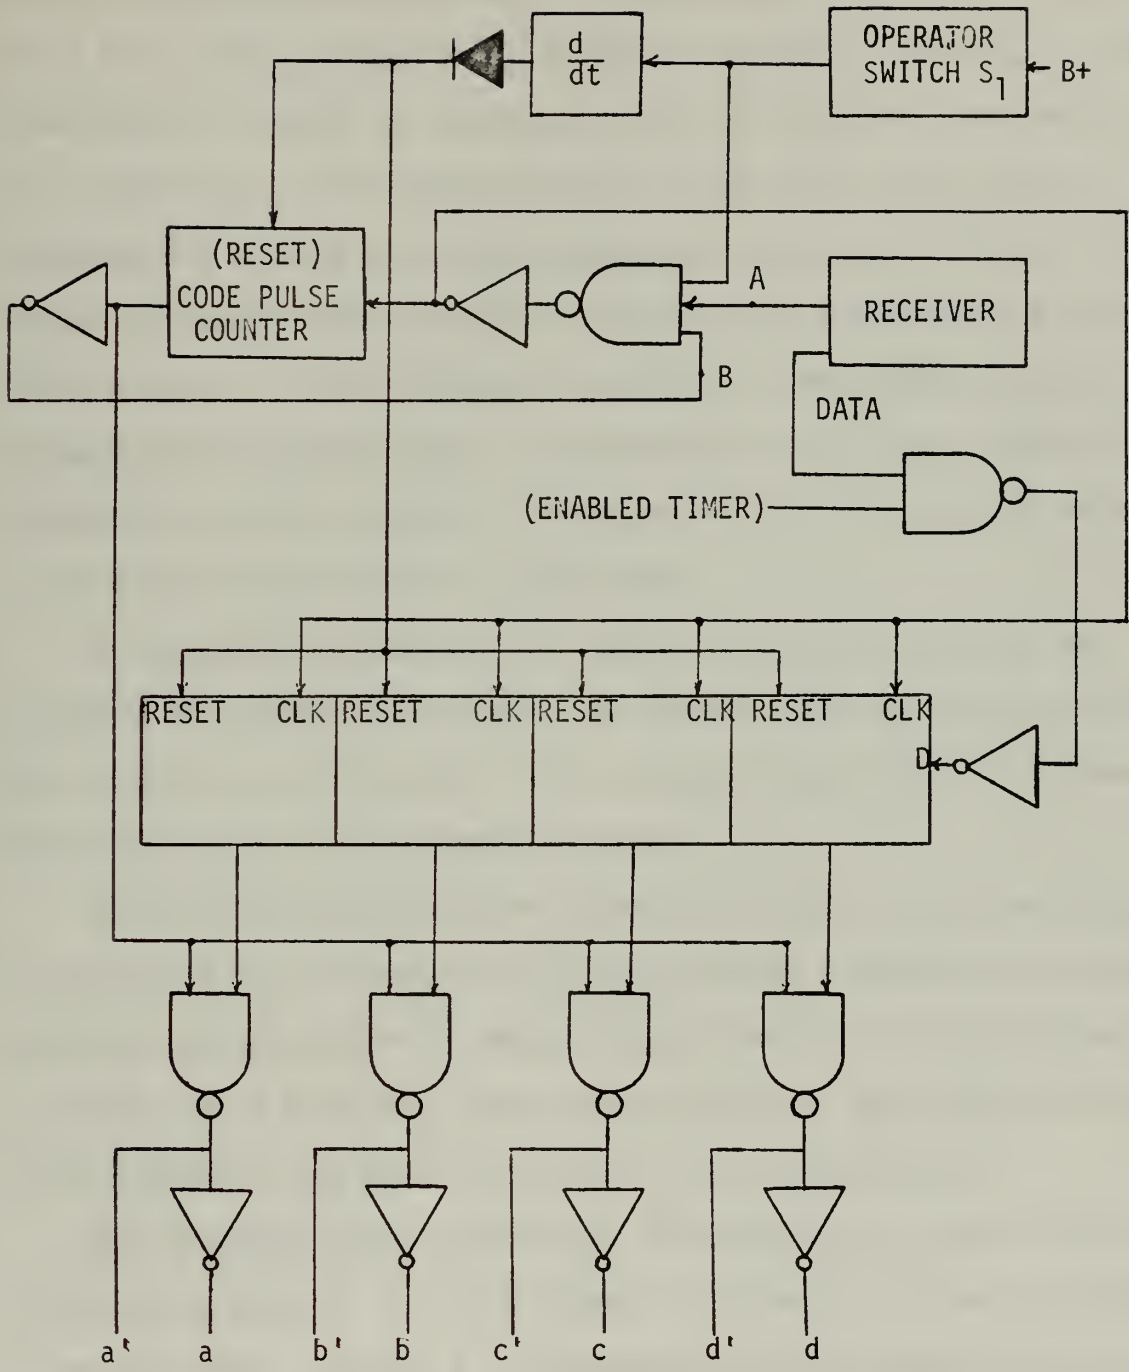 d
dt
OPERATOR
SWITCH S1
B+
(RESET)
CODE PULSE
COUNTER
A
RECEIVER
B
DATA
(ENABLED TIMER)
RESET CLK RESET CLK RESET CLK RESET CLK
D
a' a b' b c' c d' d